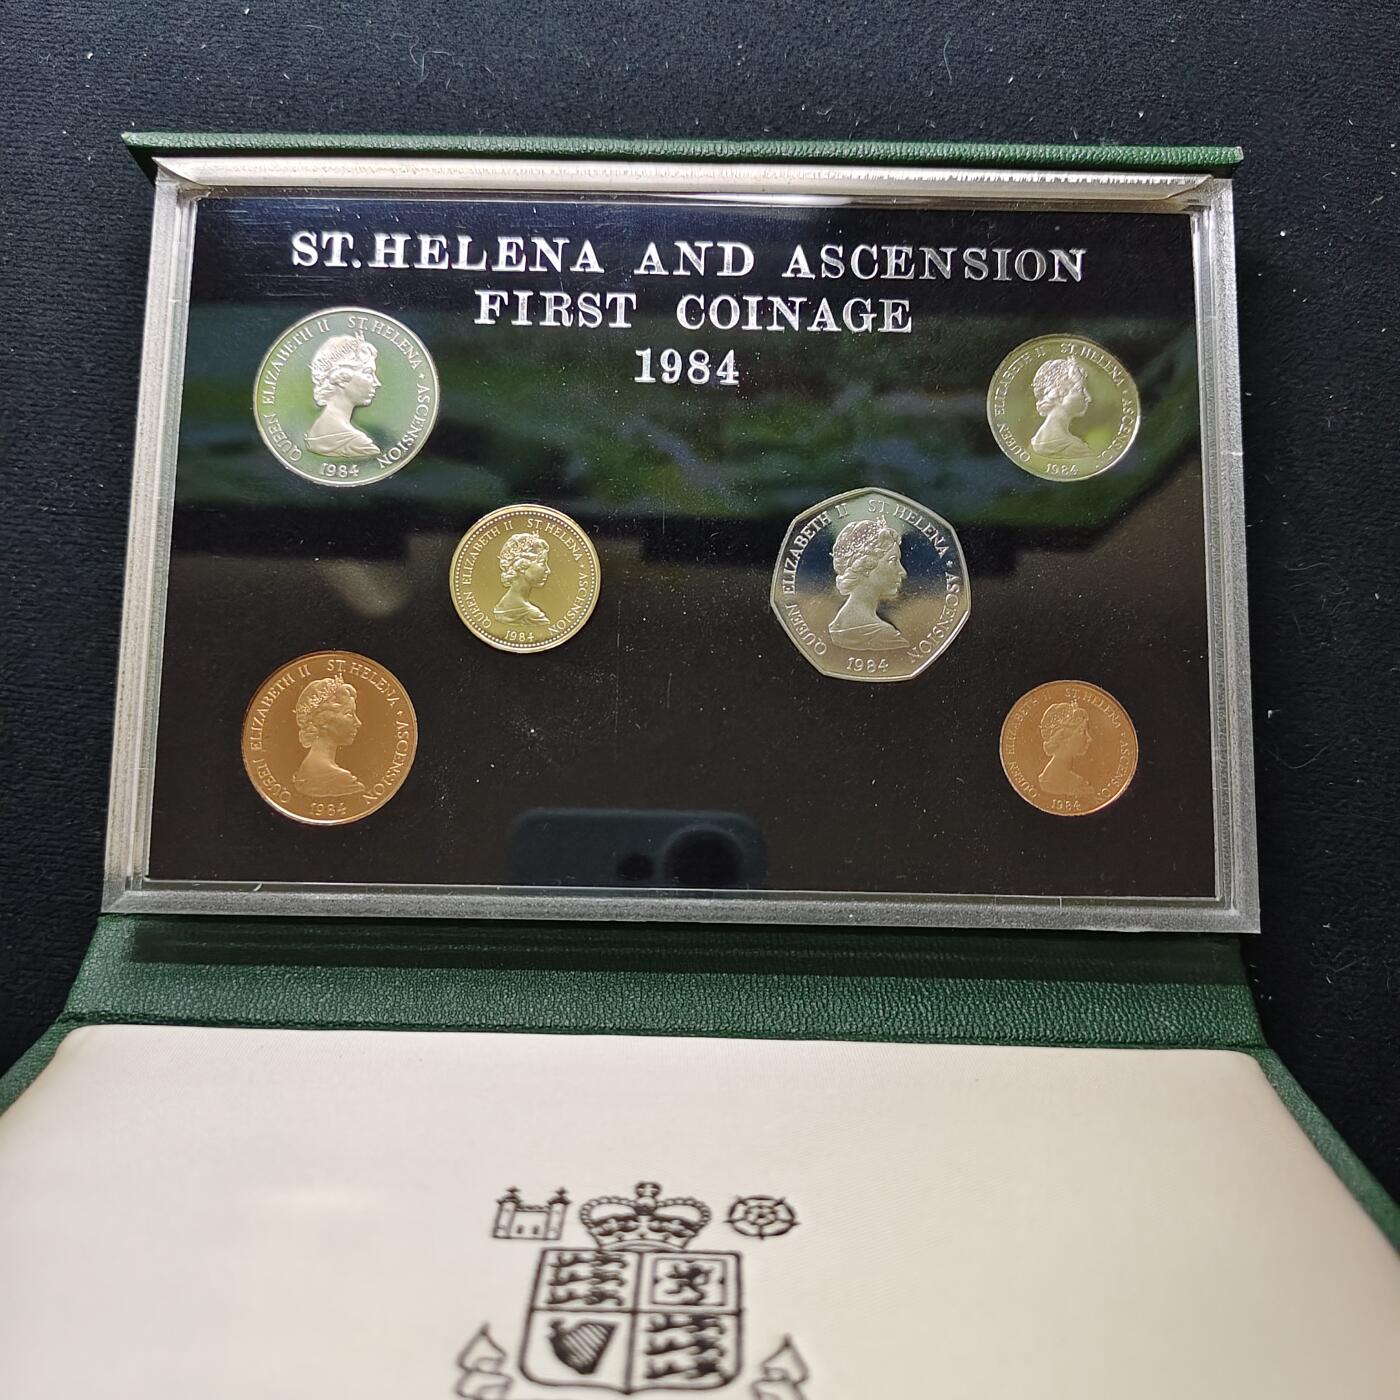 ST. HELENA AND ASCENSION
FIRST COINAGE
1984
QUEEN ELIZABETH II ST. HELENA · ASCENSION
1984
QUEEN ELIZABETH II ST. HELENA · ASCENSION
1984
QUEEN ELIZABETH II ST. HELENA · ASCENSION
1984
QUEEN ELIZABETH II ST. HELENA · ASCENSION
1984
QUEEN ELIZABETH II ST. HELENA · ASCENSION
1984
QUEEN ELIZABETH II ST. HELENA · ASCENSION
1984